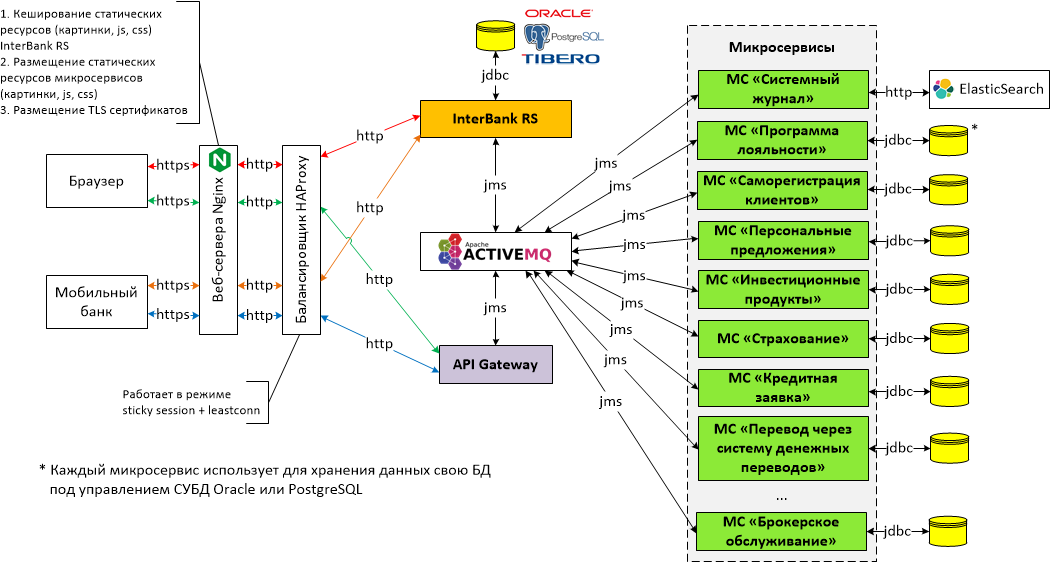 1. Кеширование статических
ресурсов (картинки, js, css)
InterBank RS
2. Размещение статических
ресурсов микросервисов
(картинки, js, css)
3. Размещение TLS сертификатов
ORACLE
PostgreSQL
TIBERO
jdbc
InterBank RS
Браузер
Мобильный
банк
https
https
https
https
Веб-сервера Nginx
http
http
http
http
Балансировщик HAProxy
http
http
http
http
Работает в режиме
sticky session + leastconn
jms
Apache
ACTIVEMQ
jms
API Gateway
jms
jms
jms
jms
jms
jms
jms
jms
jms
Микросервисы
МС «Системный
журнал»
http
ElasticSearch
МС «Программа
лояльности»
jdbc
*
МС «Саморегистрация
клиентов»
jdbc
МС «Персональные
предложения»
jdbc
МС «Инвестиционные
продукты»
jdbc
МС «Страхование»
jdbc
МС «Кредитная
заявка»
jdbc
МС «Перевод через
систему денежных
переводов»
jdbc
...
МС «Брокерское
обслуживание»
jdbc
* Каждый микросервис использует для хранения данных свою БД
под управлением СУБД Oracle или PostgreSQL